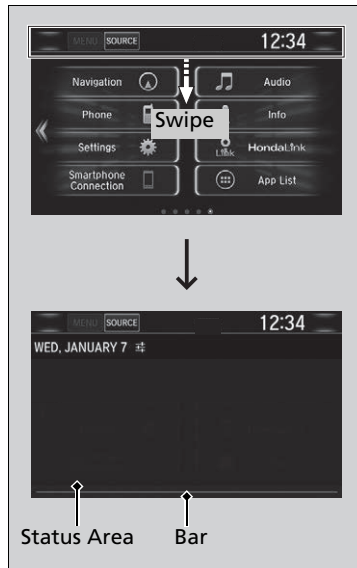 MENU SOURCE 12:34
Navigation Audio
Phone Info
Swipe
Settings Link HondaLink
Smartphone
Connection App List
MENU SOURCE 12:34
WED, JANUARY 7
Status Area Bar